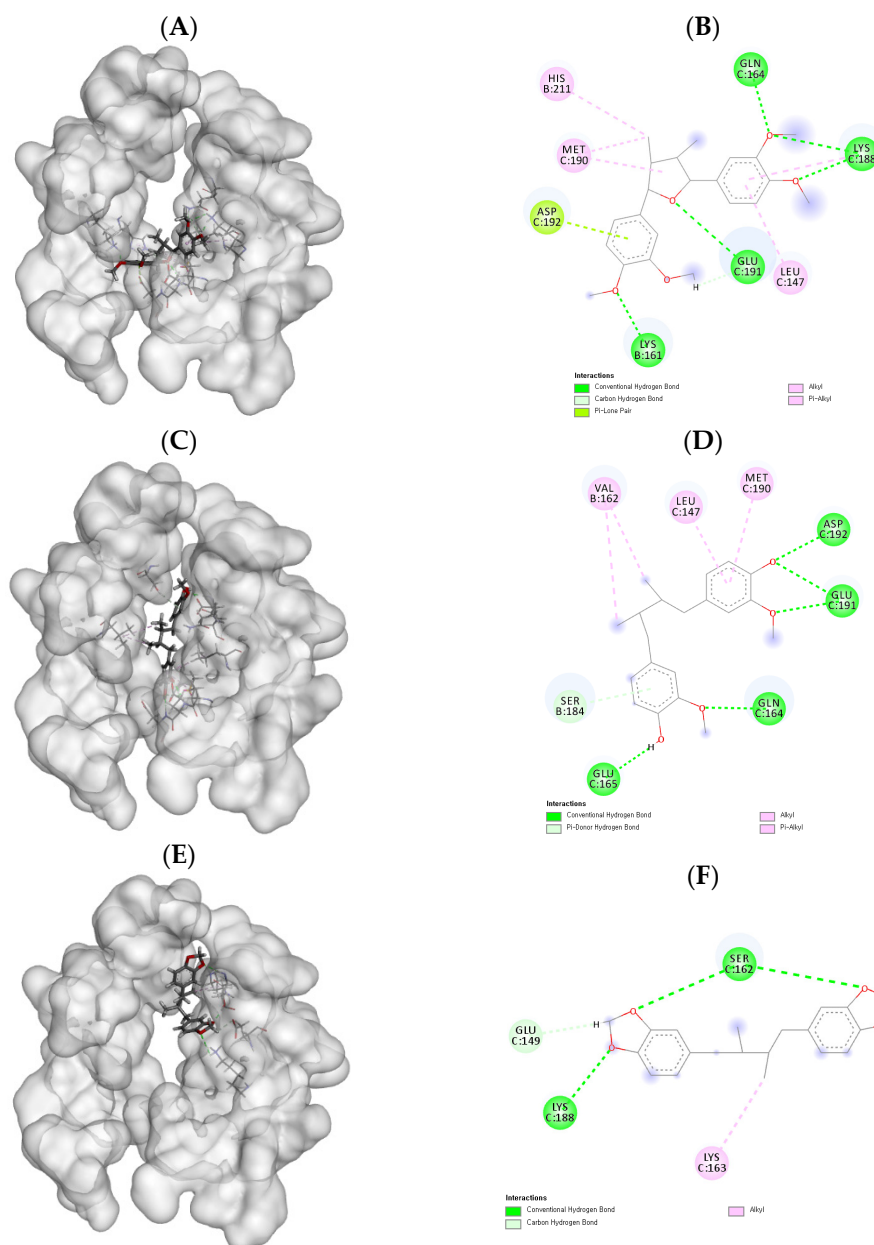 (A)
(B)
GLN
C:164
HIS
B:211
MET
C:190
LYS
C:188
ASP
C:192
O
O
O
GLU
C:191
LEU
C:147
O
H
O
LYS
B:161
Interactions
Conventional Hydrogen Bond
Carbon Hydrogen Bond
Pi-Lone Pair
Alkyl
Pi-Alkyl
(C)
(D)
VAL
B:162
LEU
C:147
MET
C:190
ASP
C:192
O
GLU
C:191
O
SER
B:184
O
GLN
C:164
O
H
GLU
C:165
Interactions
Conventional Hydrogen Bond
Pi-Donor Hydrogen Bond
Alkyl
Pi-Alkyl
(E)
(F)
SER
C:162
O
O
GLU
C:149
H
O
LYS
C:188
LYS
C:163
Interactions
Conventional Hydrogen Bond
Carbon Hydrogen Bond
Alkyl